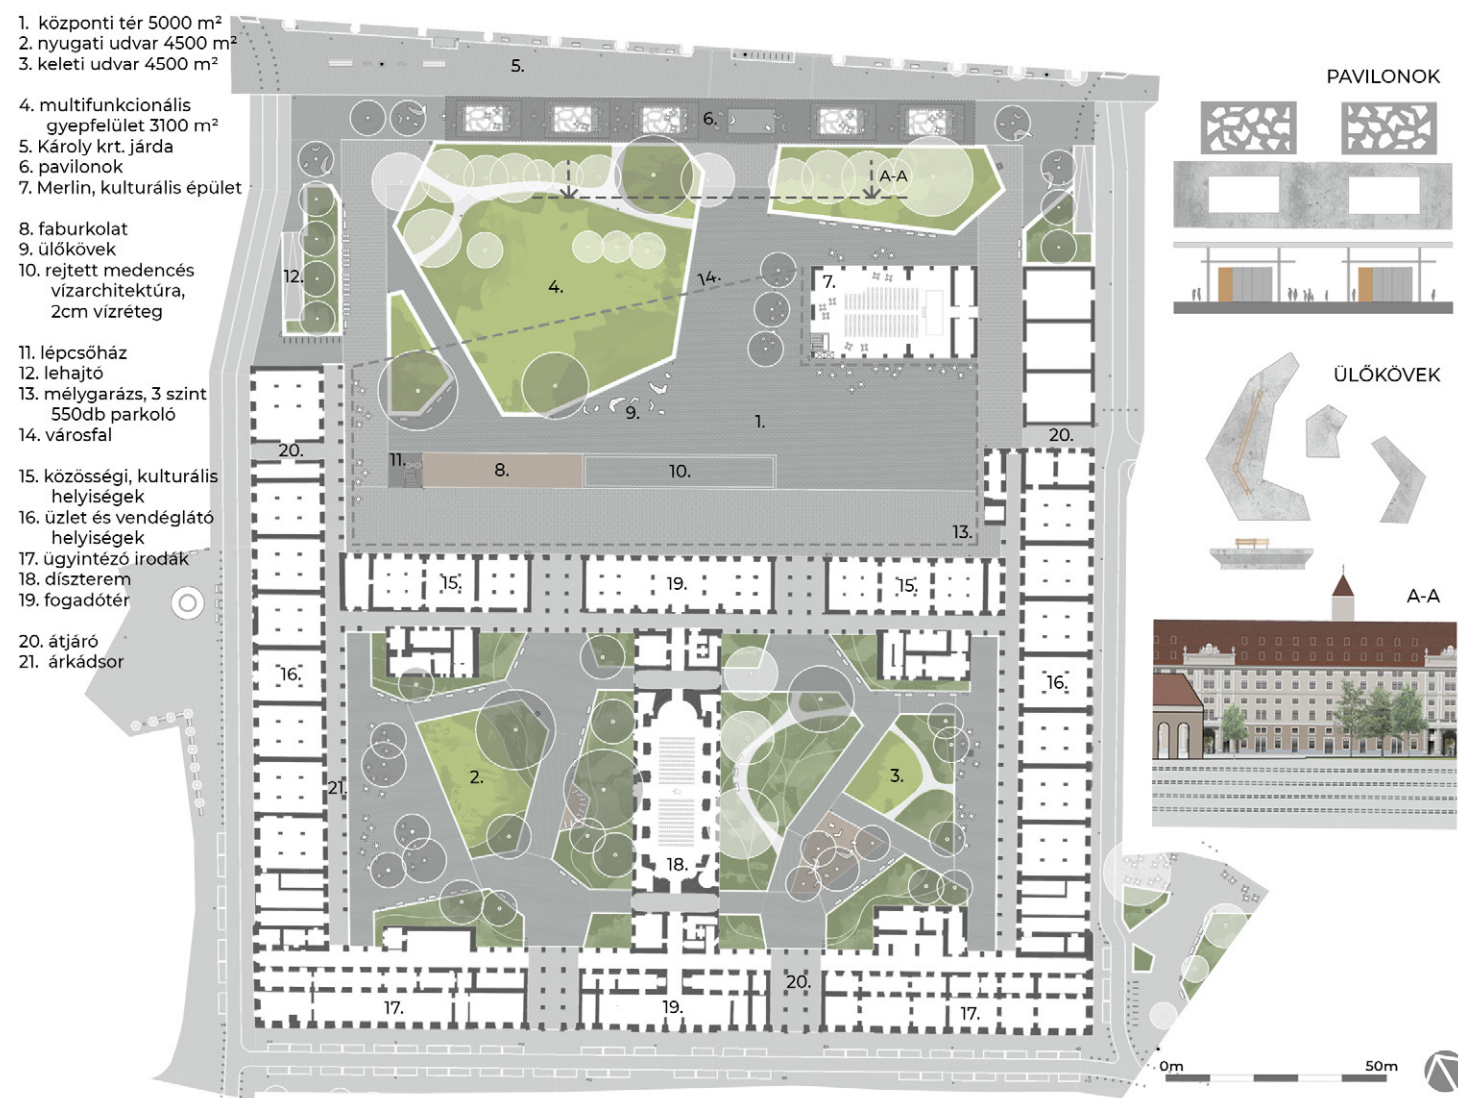 1. központi tér 5000 m²
2. nyugati udvar 4500 m²
3. keleti udvar 4500 m²
4. multifunkcionális
gyepfelület 3100 m²
5. Károly krt. járda
6. pavilonok
7. Merlin, kulturális épület
8. faburkolat
9. ülőkövek
10. rejtett medencés
vízarchitektúra,
2cm vízréteg
11. lépcsőház
12. lehajtó
13. mélygarázs, 3 szint
550db parkoló
14. városfal
15. közösségi, kulturális
helyiségek
16. üzlet és vendéglátó
helyiségek
17. ügyintéző irodák
18. díszterem
19. fogadótér
20. átjáró
21. árkádsor
5.
6.
A-A
12.
4.
14.
7.
9.
1.
20.
20.
11.
8.
10.
13.
15.
19.
15.
16.
16.
2.
3.
21.
18.
20.
17.
19.
17.
PAVILONOK
ÜLŐKÖVEK
A-A
0m
50m